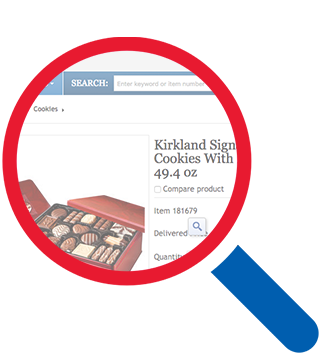 SEARCH: Enter keyword or item number
Cookies
Kirkland Sign
Cookies With
49.4 oz
Compare product
Item 181679
Delivered
Quantit